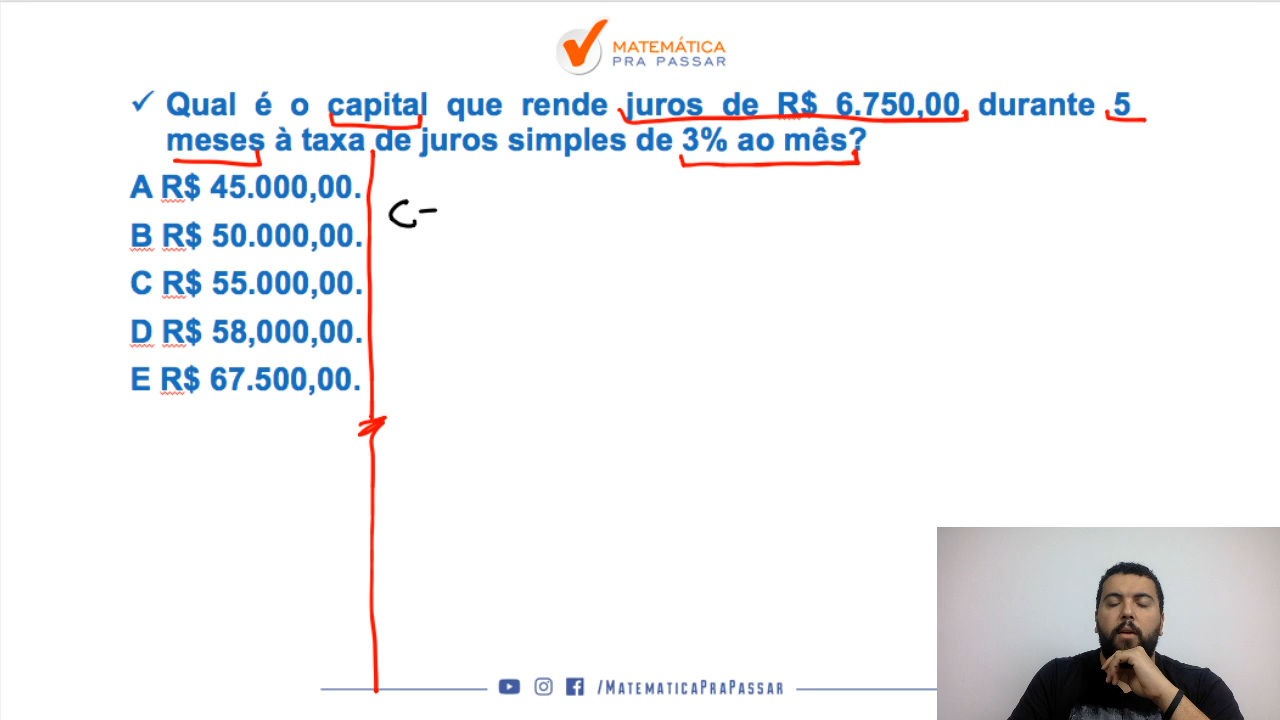 MATEMÁTICA
PRA PASSAR
✓ Qual é o capital que rende juros de R$ 6.750,00, durante 5
meses à taxa de juros simples de 3% ao mês?
A R$ 45.000,00.
B R$ 50.000,00.
C R$ 55.000,00.
D R$ 58,000,00.
E R$ 67.500,00.
C-
/MATEMATICAPRAPASSAR